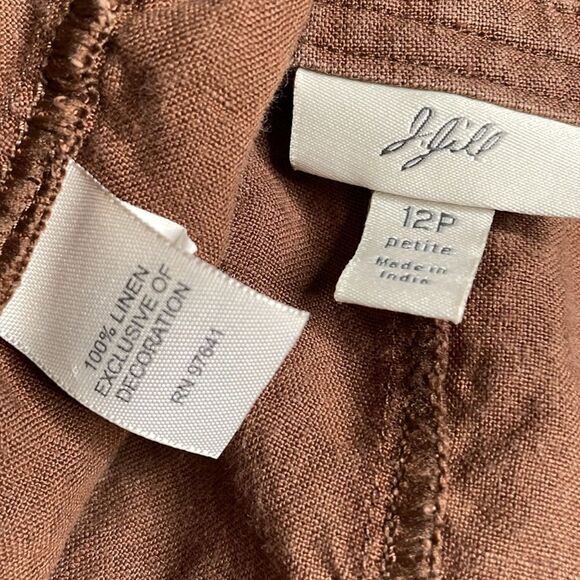 J.Jill
12P
petite
Made in
India
100% LINEN
EXCLUSIVE OF
DECORATION
RN 97641